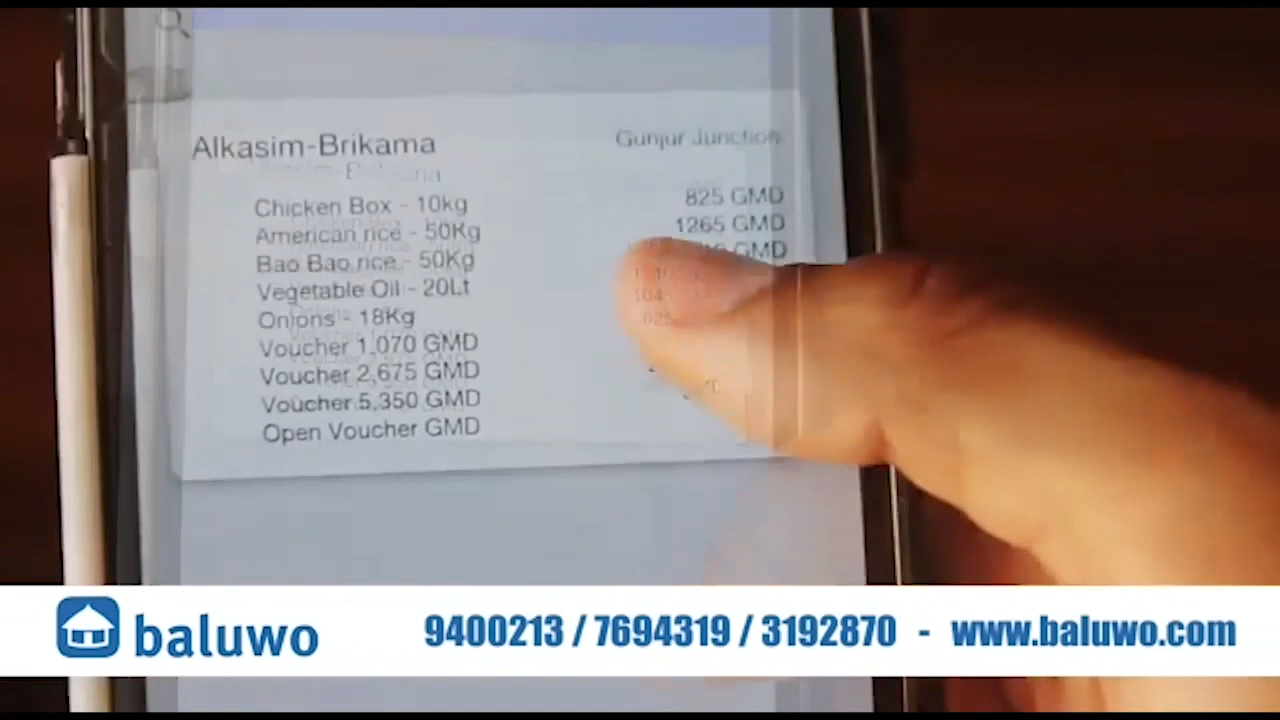 Alkasim-Brikama Gunjur Junction
Chicken Box - 10kg 825 GMD
American rice - 50Kg 1265 GMD
Bao Bao rice - 50Kg GMD
Vegetable Oil - 20Lt
Onions - 18Kg
Voucher 1,070 GMD
Voucher 2,675 GMD
Voucher 5,350 GMD
Open Voucher GMD
baluwo 9400213 / 7694319 / 3192870 - www.baluwo.com